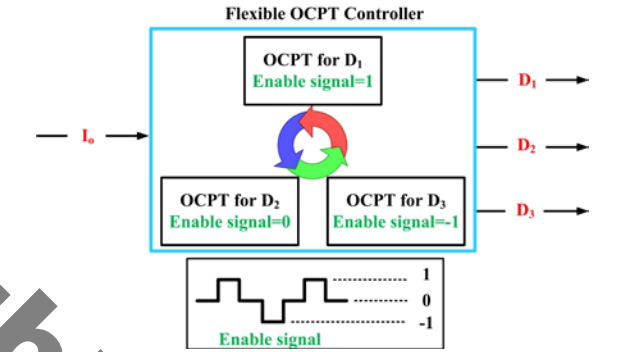 Flexible OCPT Controller
OCPT for D₁
Enable signal=1
Iₒ
D₁
D₂
D₃
OCPT for D₂
Enable signal=0
OCPT for D₃
Enable signal=-1
1
0
-1
Enable signal